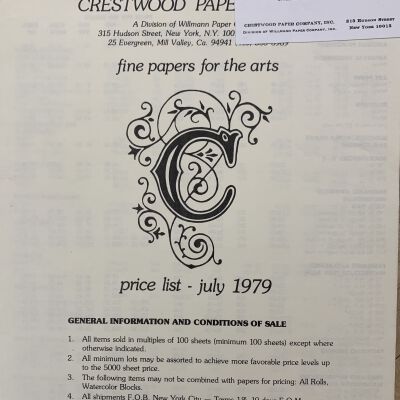 CRESTWOOD PAPE
A Division of Willmann Paper
315 Hudson Street, New York, N.Y.
25 Evergreen, Mill Valley, Ca. 94941
CRESTWOOD PAPER COMPANY, INC.
DIVISION OF WILLMANN PAPER COMPANY, INC.
315 HUDSON STREET
NEW YORK 10013
fine papers for the arts
C
price list - july 1979
GENERAL INFORMATION AND CONDITIONS OF SALE
1. All items sold in multiples of 100 sheets (minimum 100 sheets) except where
otherwise indicated.
2. All minimum lots may be assorted to achieve more favorable price levels up
to the 5000 sheet price.
3. The following items may not be combined with papers for pricing: All Rolls,
Watercolor Blocks.
4. All shipments F.O.B. New York City — Terms